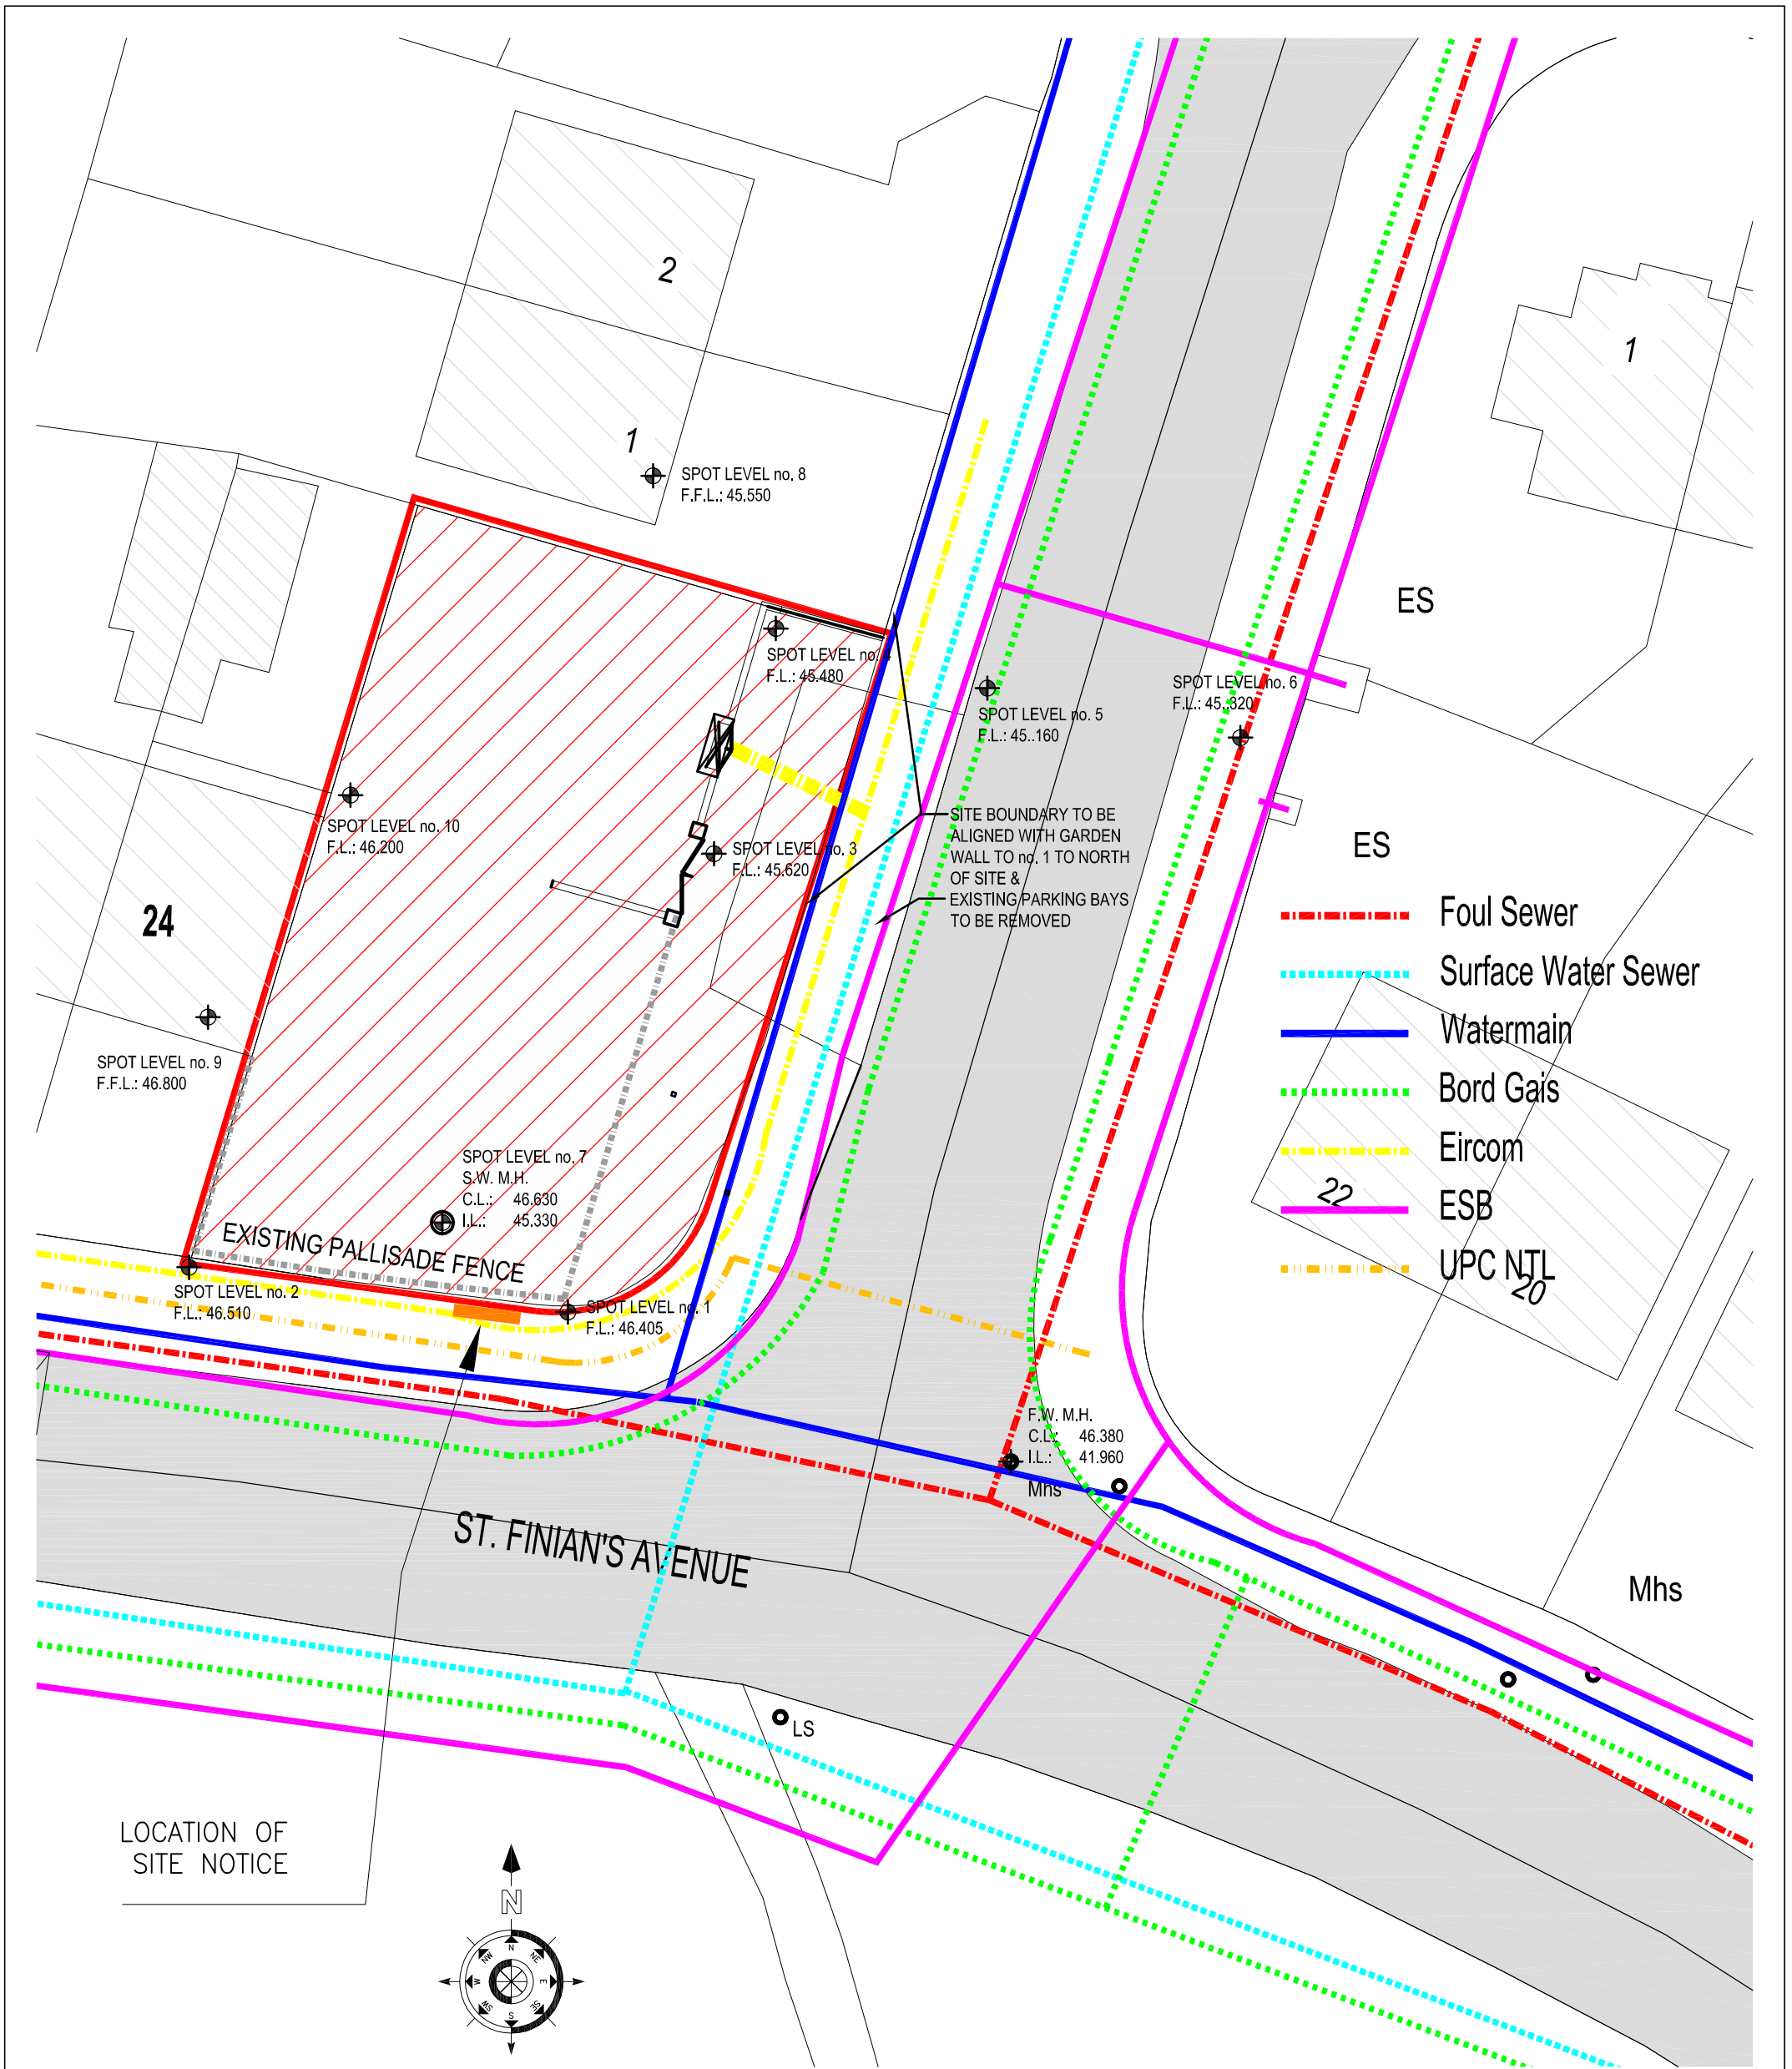 2
1
1
SPOT LEVEL no. 8
F.F.L.: 45.550
ES
SPOT LEVEL no. 4
F.L.: 45.480
SPOT LEVEL no. 6
F.L.: 45..320
SPOT LEVEL no. 5
F.L.: 45..160
SPOT LEVEL no. 10
F.L.: 46.200
SPOT LEVEL no. 3
F.L.: 45.620
SITE BOUNDARY TO BE
ALIGNED WITH GARDEN
WALL TO no. 1 TO NORTH
OF SITE &
EXISTING PARKING BAYS
TO BE REMOVED
ES
24
Foul Sewer
Surface Water Sewer
Watermain
Bord Gais
Eircom
ESB
UPC NTL
22
20
SPOT LEVEL no. 9
F.F.L.: 46.800
SPOT LEVEL no. 7
S.W. M.H.
C.L.: 46.630
I.L.: 45.330
EXISTING PALLISADE FENCE
SPOT LEVEL no. 2
F.L.: 46.510
SPOT LEVEL no. 1
F.L.: 46.405
F.W. M.H.
C.L.: 46.380
I.L.: 41.960
Mhs
ST. FINIAN'S AVENUE
Mhs
LS
LOCATION OF
SITE NOTICE
N
N
NE
E
SE
S
SW
W
NW